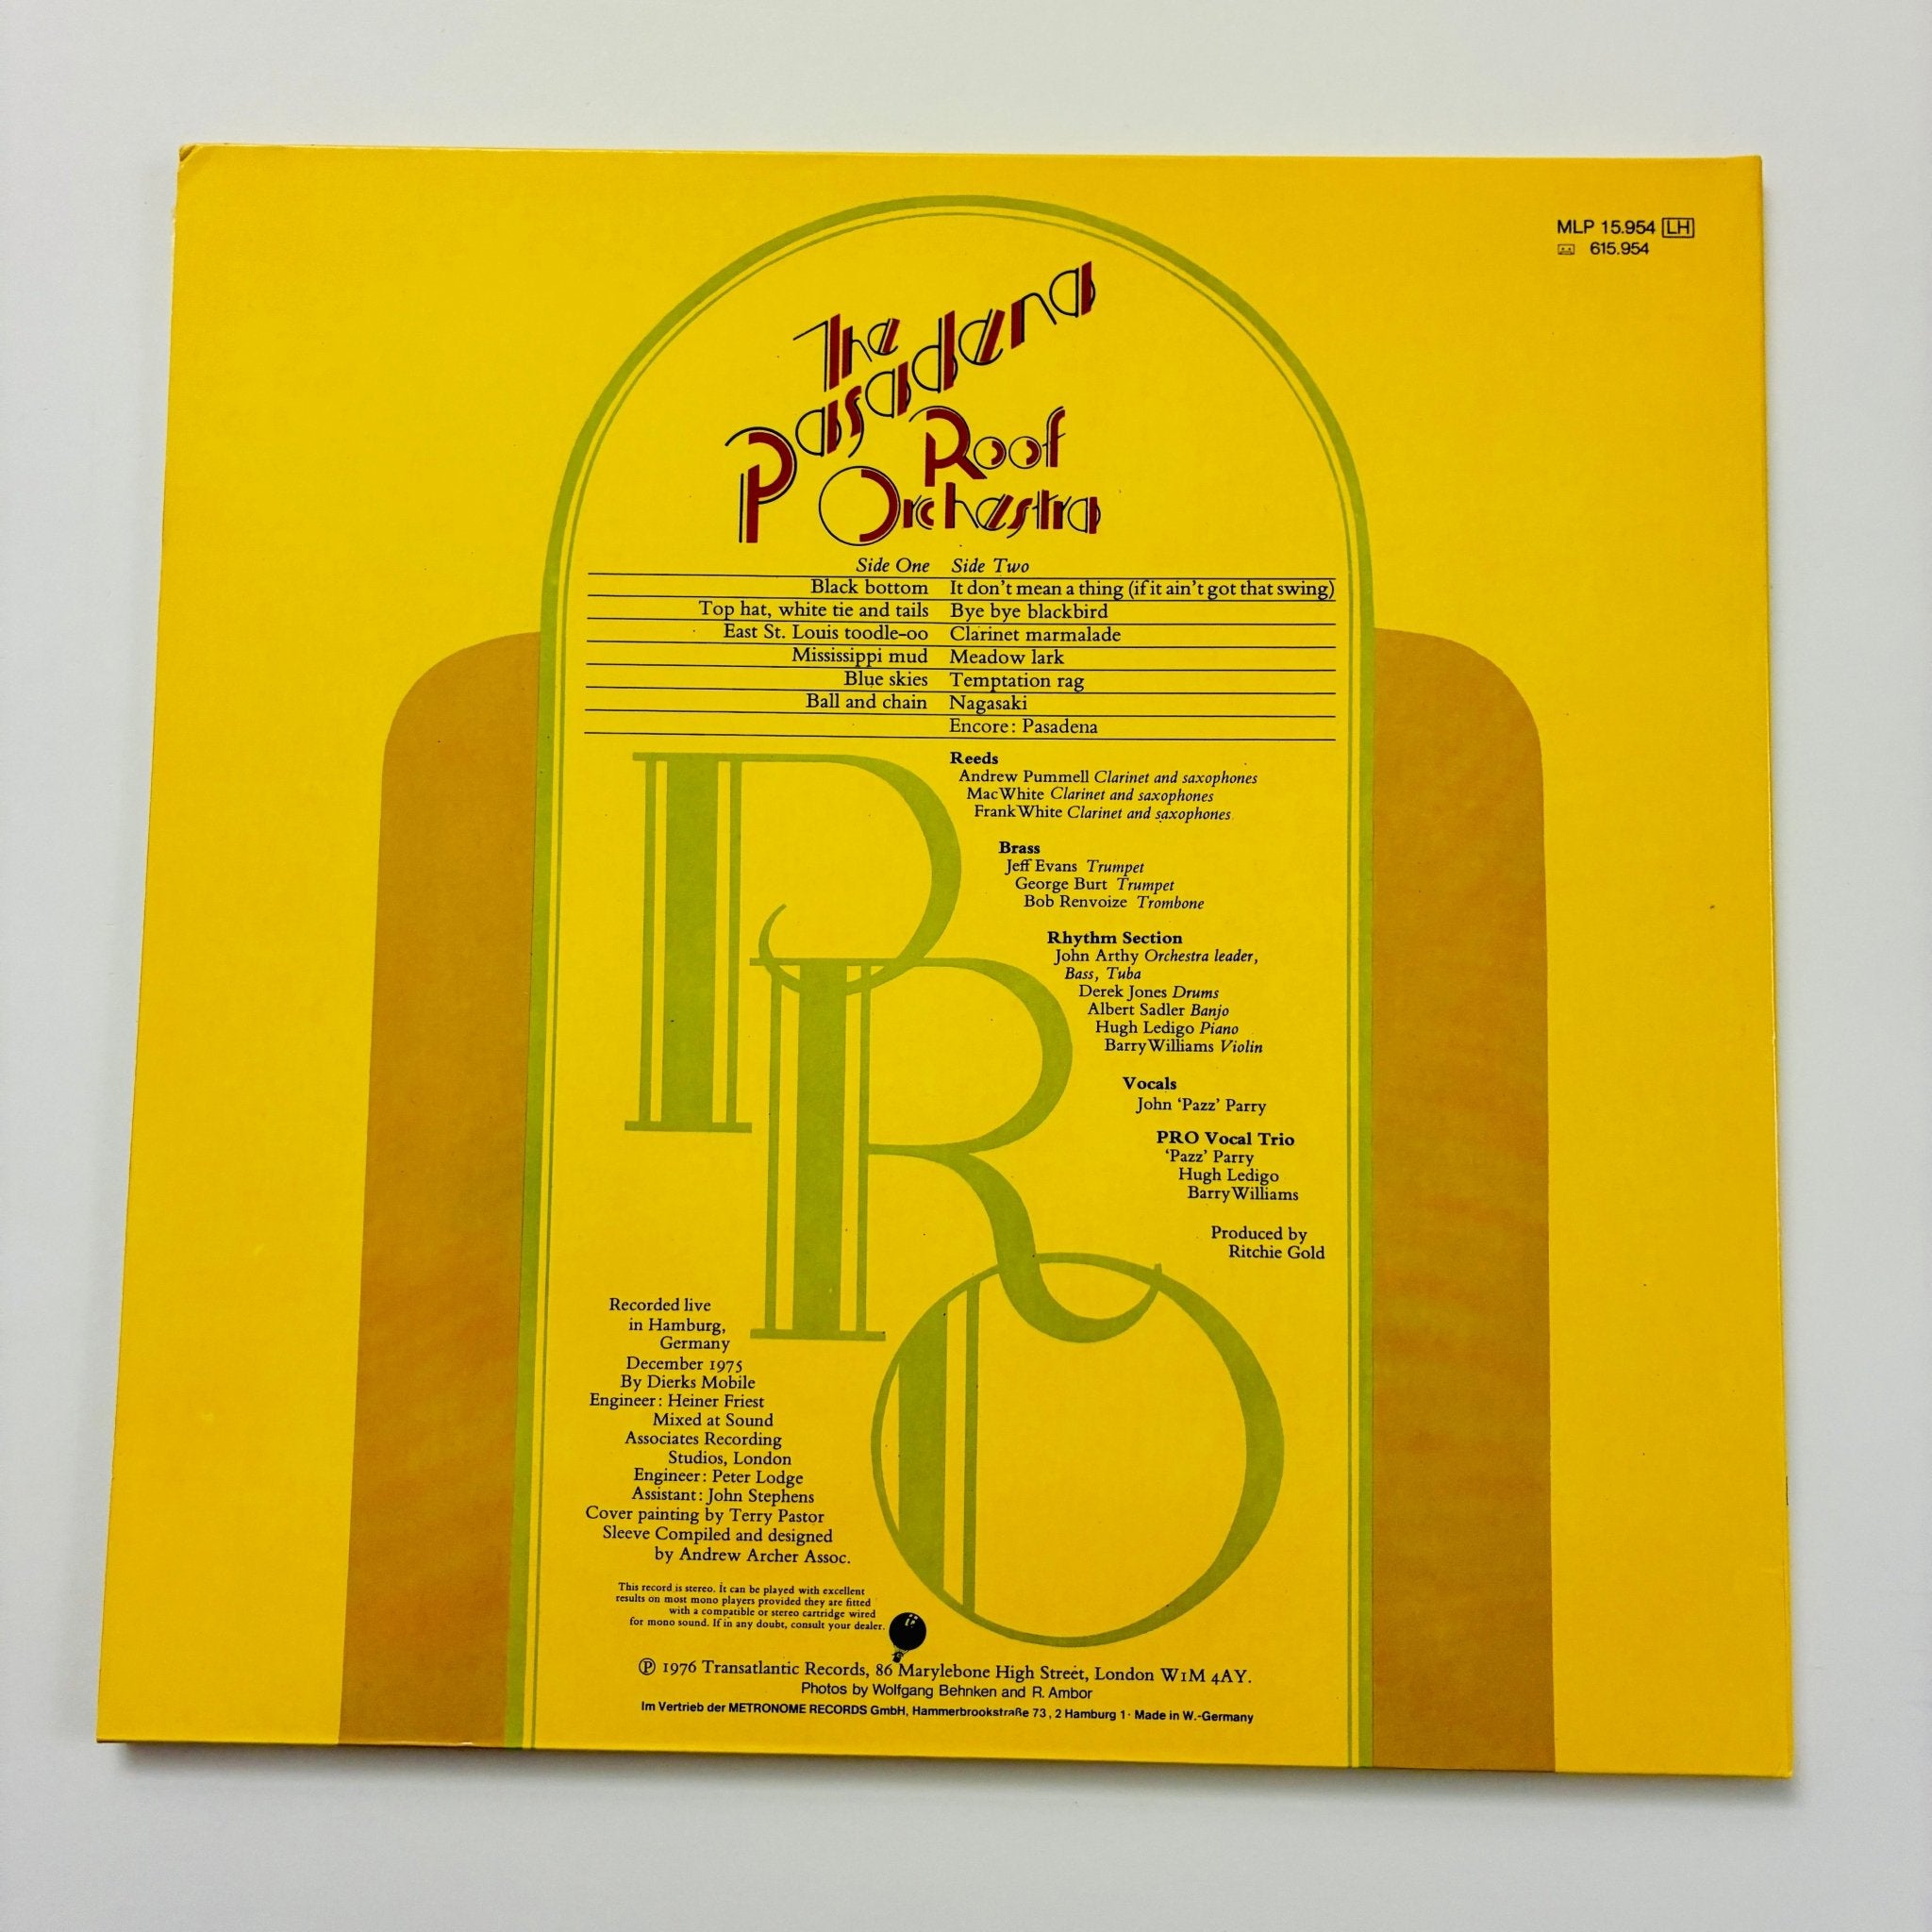 MLP 15.954 LH
615.954
The
Pasadena
Roof
Orchestra
Side One
Black bottom
Top hat, white tie and tails
East St. Louis toodle-oo
Mississippi mud
Blue skies
Ball and chain
Side Two
It don't mean a thing (if it ain't got that swing)
Bye bye blackbird
Clarinet marmalade
Meadow lark
Temptation rag
Nagasaki
Encore: Pasadena
PRO
Reeds
Andrew Pummell Clarinet and saxophones
Mac White Clarinet and saxophones
Frank White Clarinet and saxophones
Brass
Jeff Evans Trumpet
George Burt Trumpet
Bob Renvoize Trombone
Rhythm Section
John Arthy Orchestra leader,
Bass, Tuba
Derek Jones Drums
Albert Sadler Banjo
Hugh Ledigo Piano
Barry Williams Violin
Vocals
John 'Pazz' Parry
PRO Vocal Trio
'Pazz' Parry
Hugh Ledigo
Barry Williams
Produced by
Ritchie Gold
Recorded live
in Hamburg,
Germany
December 1975
By Dierks Mobile
Engineer: Heiner Friest
Mixed at Sound
Associates Recording
Studios, London
Engineer: Peter Lodge
Assistant: John Stephens
Cover painting by Terry Pastor
Sleeve Compiled and designed
by Andrew Archer Assoc.
This record is stereo. It can be played with excellent
results on most mono players provided they are fitted
with a compatible or stereo cartridge wired
for mono sound. If in any doubt, consult your dealer.
Ⓟ 1976 Transatlantic Records, 86 Marylebone High Street, London W1M 4AY.
Photos by Wolfgang Behnken and R. Ambor
Im Vertrieb der METRONOME RECORDS GmbH, Hammerbrookstraße 73, 2 Hamburg 1 · Made in W.-Germany